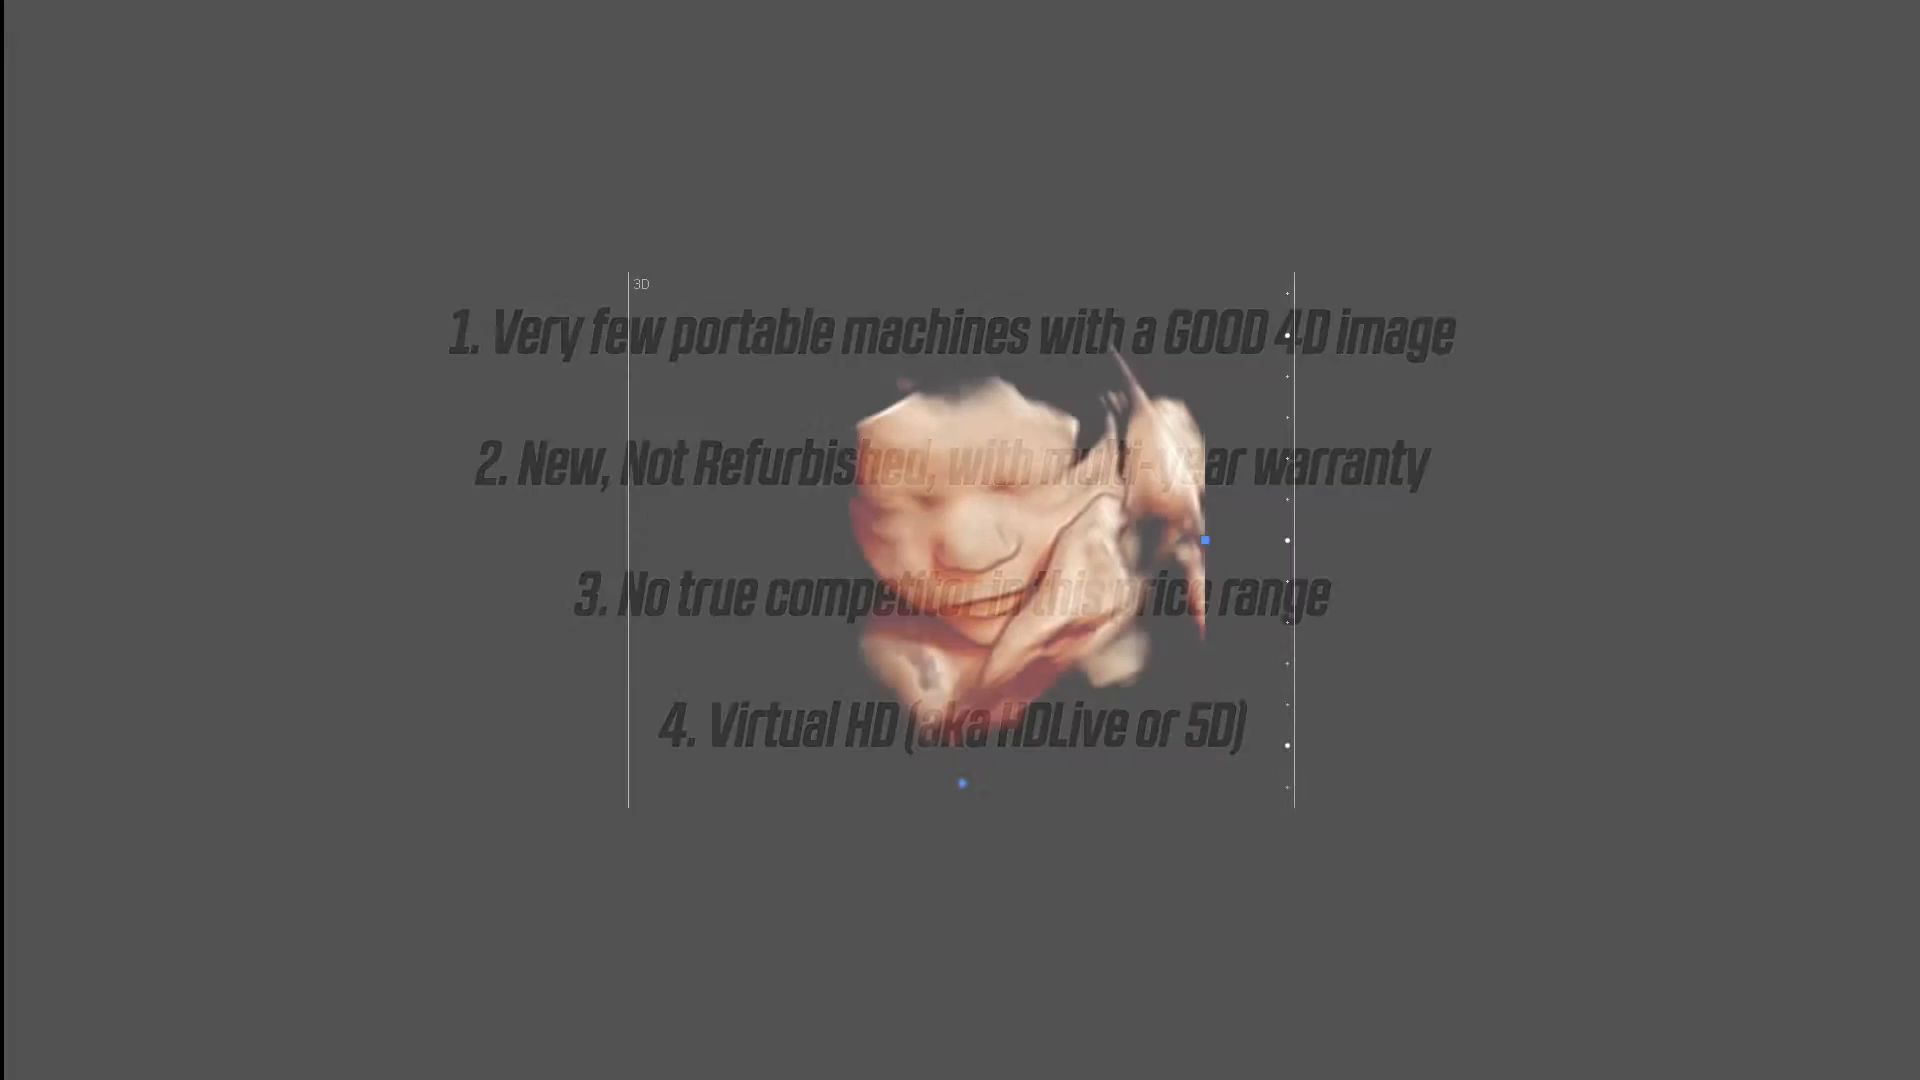 3D
1. Very few portable machines with a GOOD 4D image
2. New, Not Refurbished, with multi-year warranty
3. No true competitor in this price range
4. Virtual HD (aka HDLive or 5D)